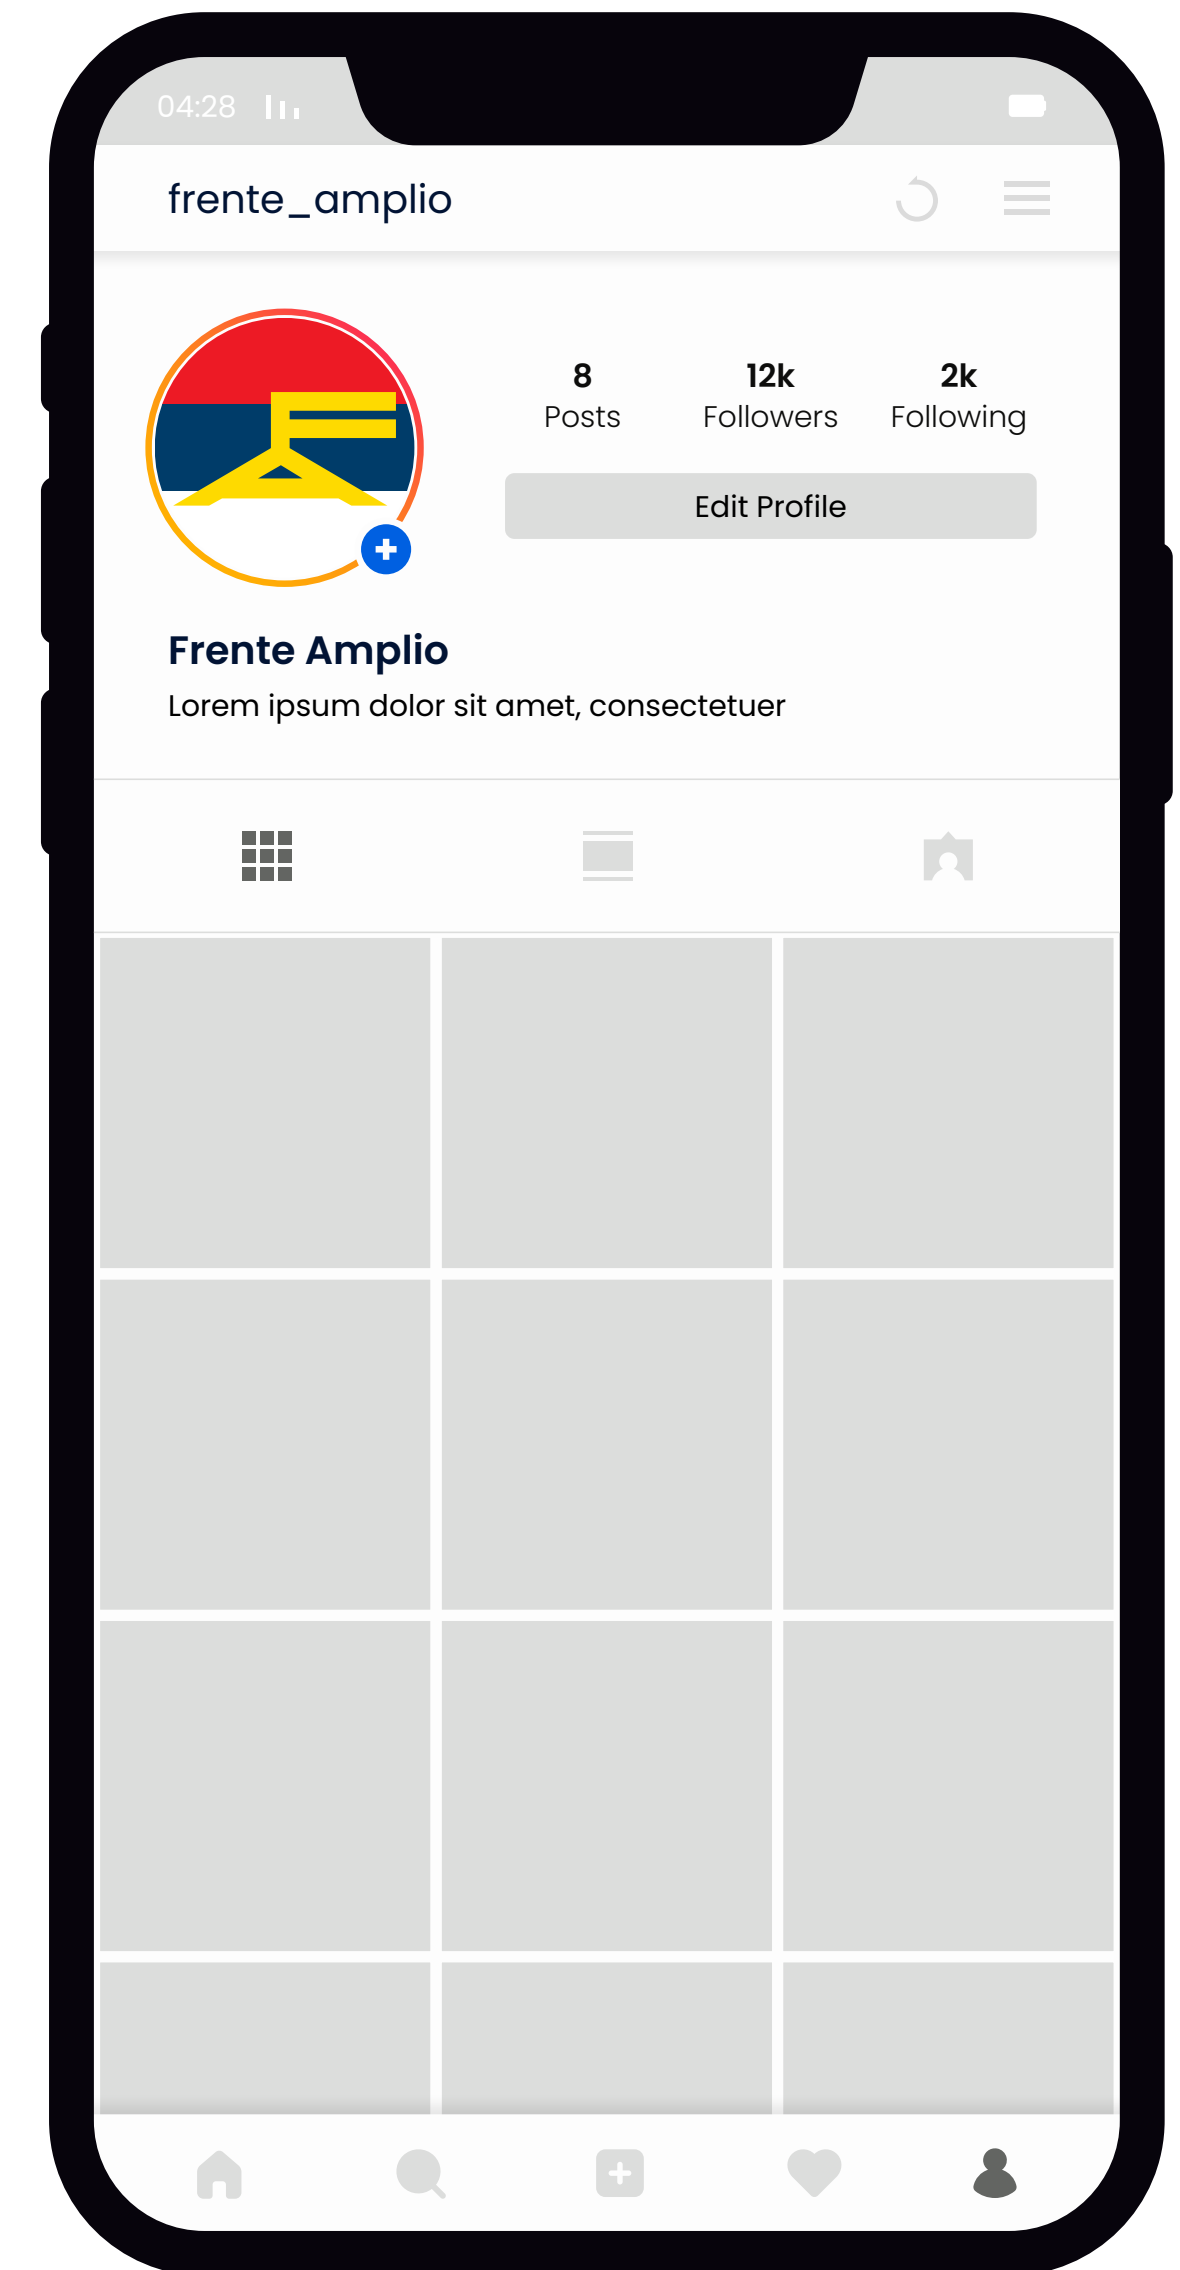 04:28
frente_amplio
8 12k 2k
Posts Followers Following
Edit Profile
Frente Amplio
Lorem ipsum dolor sit amet, consectetuer